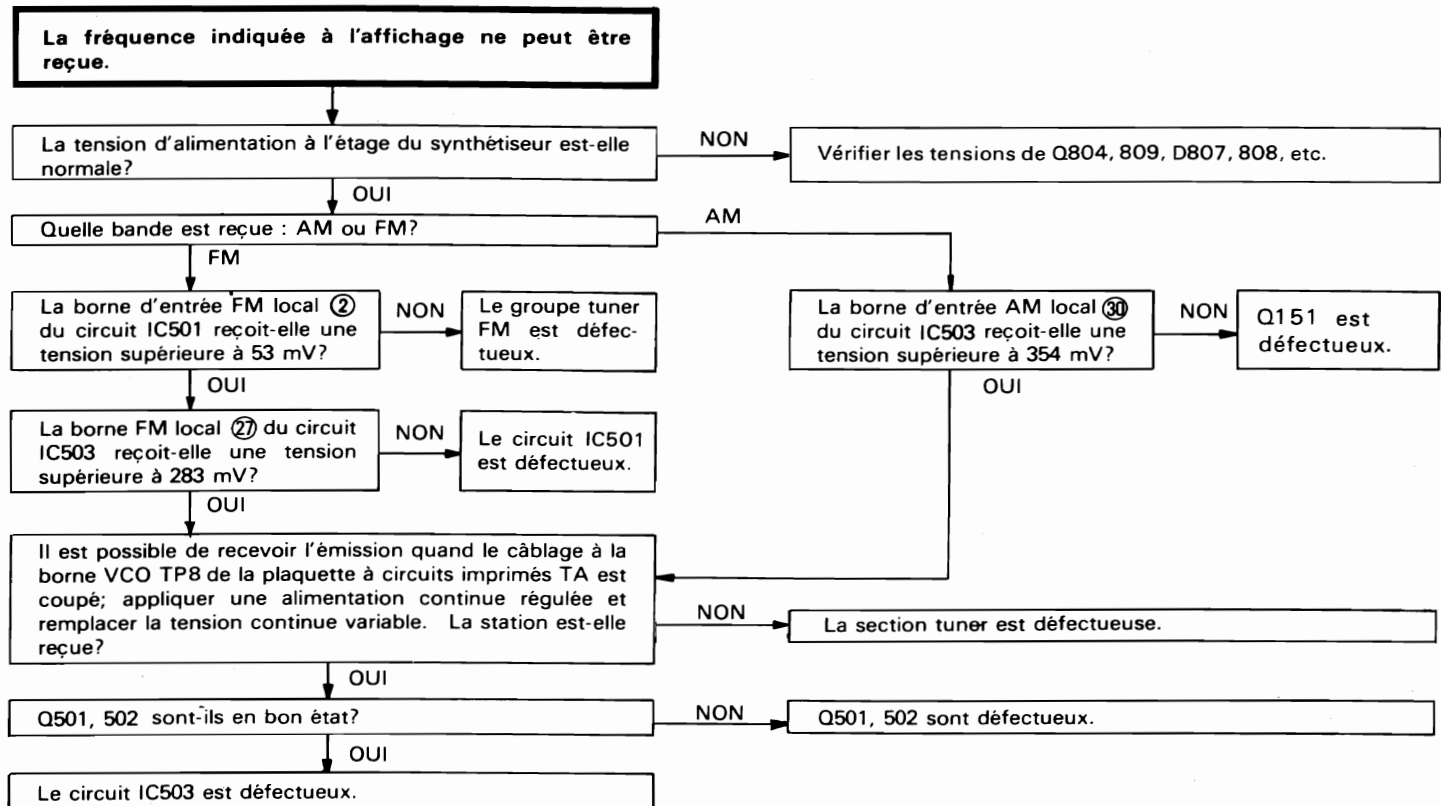 La fréquence indiquée à l'affichage ne peut être
reçue.
La tension d'alimentation à l'étage du synthétiseur est-elle
normale?
NON
Vérifier les tensions de Q804, 809, D807, 808, etc.
OUI
Quelle bande est reçue : AM ou FM?
AM
FM
La borne d'entrée FM local ②
du circuit IC501 reçoit-elle une
tension supérieure à 53 mV?
NON
Le groupe tuner
FM est défec-
tueux.
La borne d'entrée AM local ㉚
du circuit IC503 reçoit-elle une
tension supérieure à 354 mV?
NON
Q151 est
défectueux.
OUI
OUI
La borne FM local ㉗ du circuit
IC503 reçoit-elle une tension
supérieure à 283 mV?
NON
Le circuit IC501
est défectueux.
OUI
Il est possible de recevoir l'émission quand le câblage à la
borne VCO TP8 de la plaquette à circuits imprimés TA est
coupé; appliquer une alimentation continue régulée et
remplacer la tension continue variable. La station est-elle
reçue?
NON
La section tuner est défectueuse.
OUI
Q501, 502 sont-ils en bon état?
NON
Q501, 502 sont défectueux.
OUI
Le circuit IC503 est défectueux.